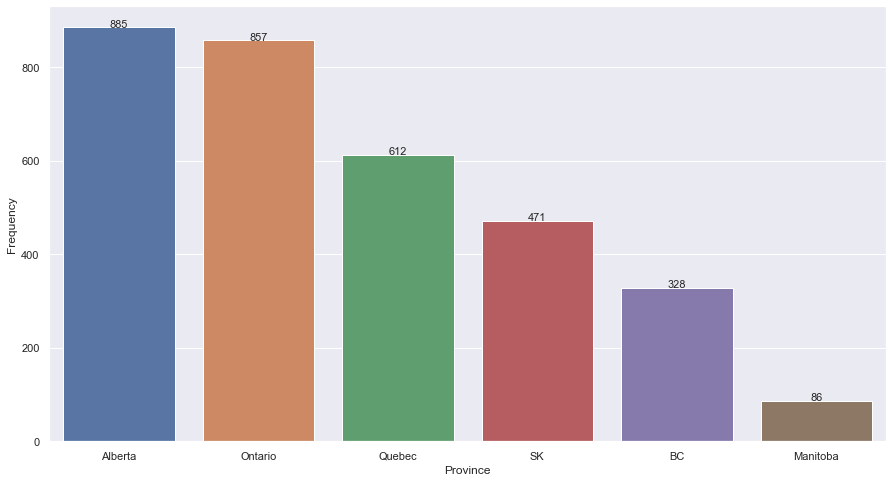 885
857
612
471
328
86
800
600
400
200
0
Frequency
Alberta
Ontario
Quebec
SK
BC
Manitoba
Province